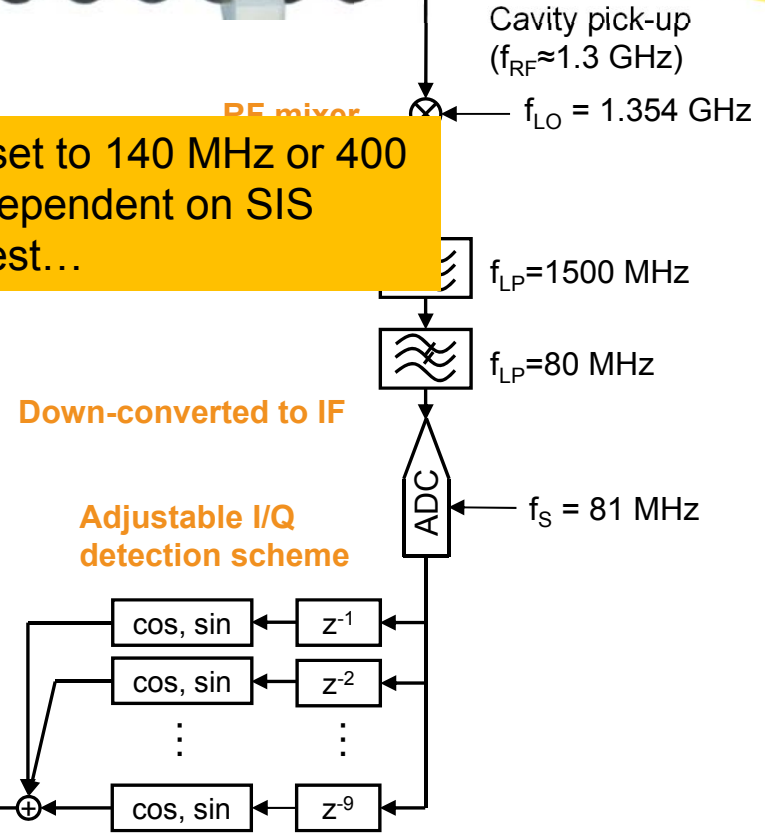 Cavity pick-up
(fRF≈1.3 GHz)
RF mixer
fLO = 1.354 GHz
set to 140 MHz or 400
ependent on SIS
est…
fLP=1500 MHz
fLP=80 MHz
Down-converted to IF
ADC
fS = 81 MHz
Adjustable I/Q
detection scheme
cos, sin z-1
cos, sin z-2
⋮ ⋮
cos, sin z-9